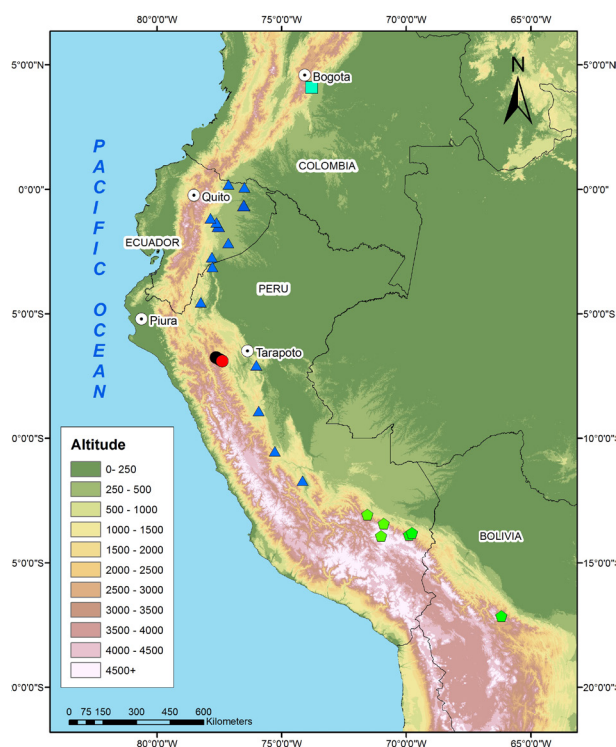 80°0'0"W 75°0'0"W 70°0'0"W 65°0'0"W
5°0'0"N 5°0'0"N
N
Bogota
COLOMBIA
PACIFIC OCEAN
0°0'0" 0°0'0"
Quito
ECUADOR
PERU
5°0'0"S 5°0'0"S
Piura
Tarapoto
10°0'0"S 10°0'0"S
BOLIVIA
15°0'0"S 15°0'0"S
20°0'0"S 20°0'0"S
Altitude
0- 250
250 - 500
500 - 1000
1000 - 1500
1500 - 2000
2000 - 2500
2500 - 3000
3000 - 3500
3500 - 4000
4000 - 4500
4500+
0 75 150 300 450 600
Kilometers
80°0'0"W 75°0'0"W 70°0'0"W 65°0'0"W